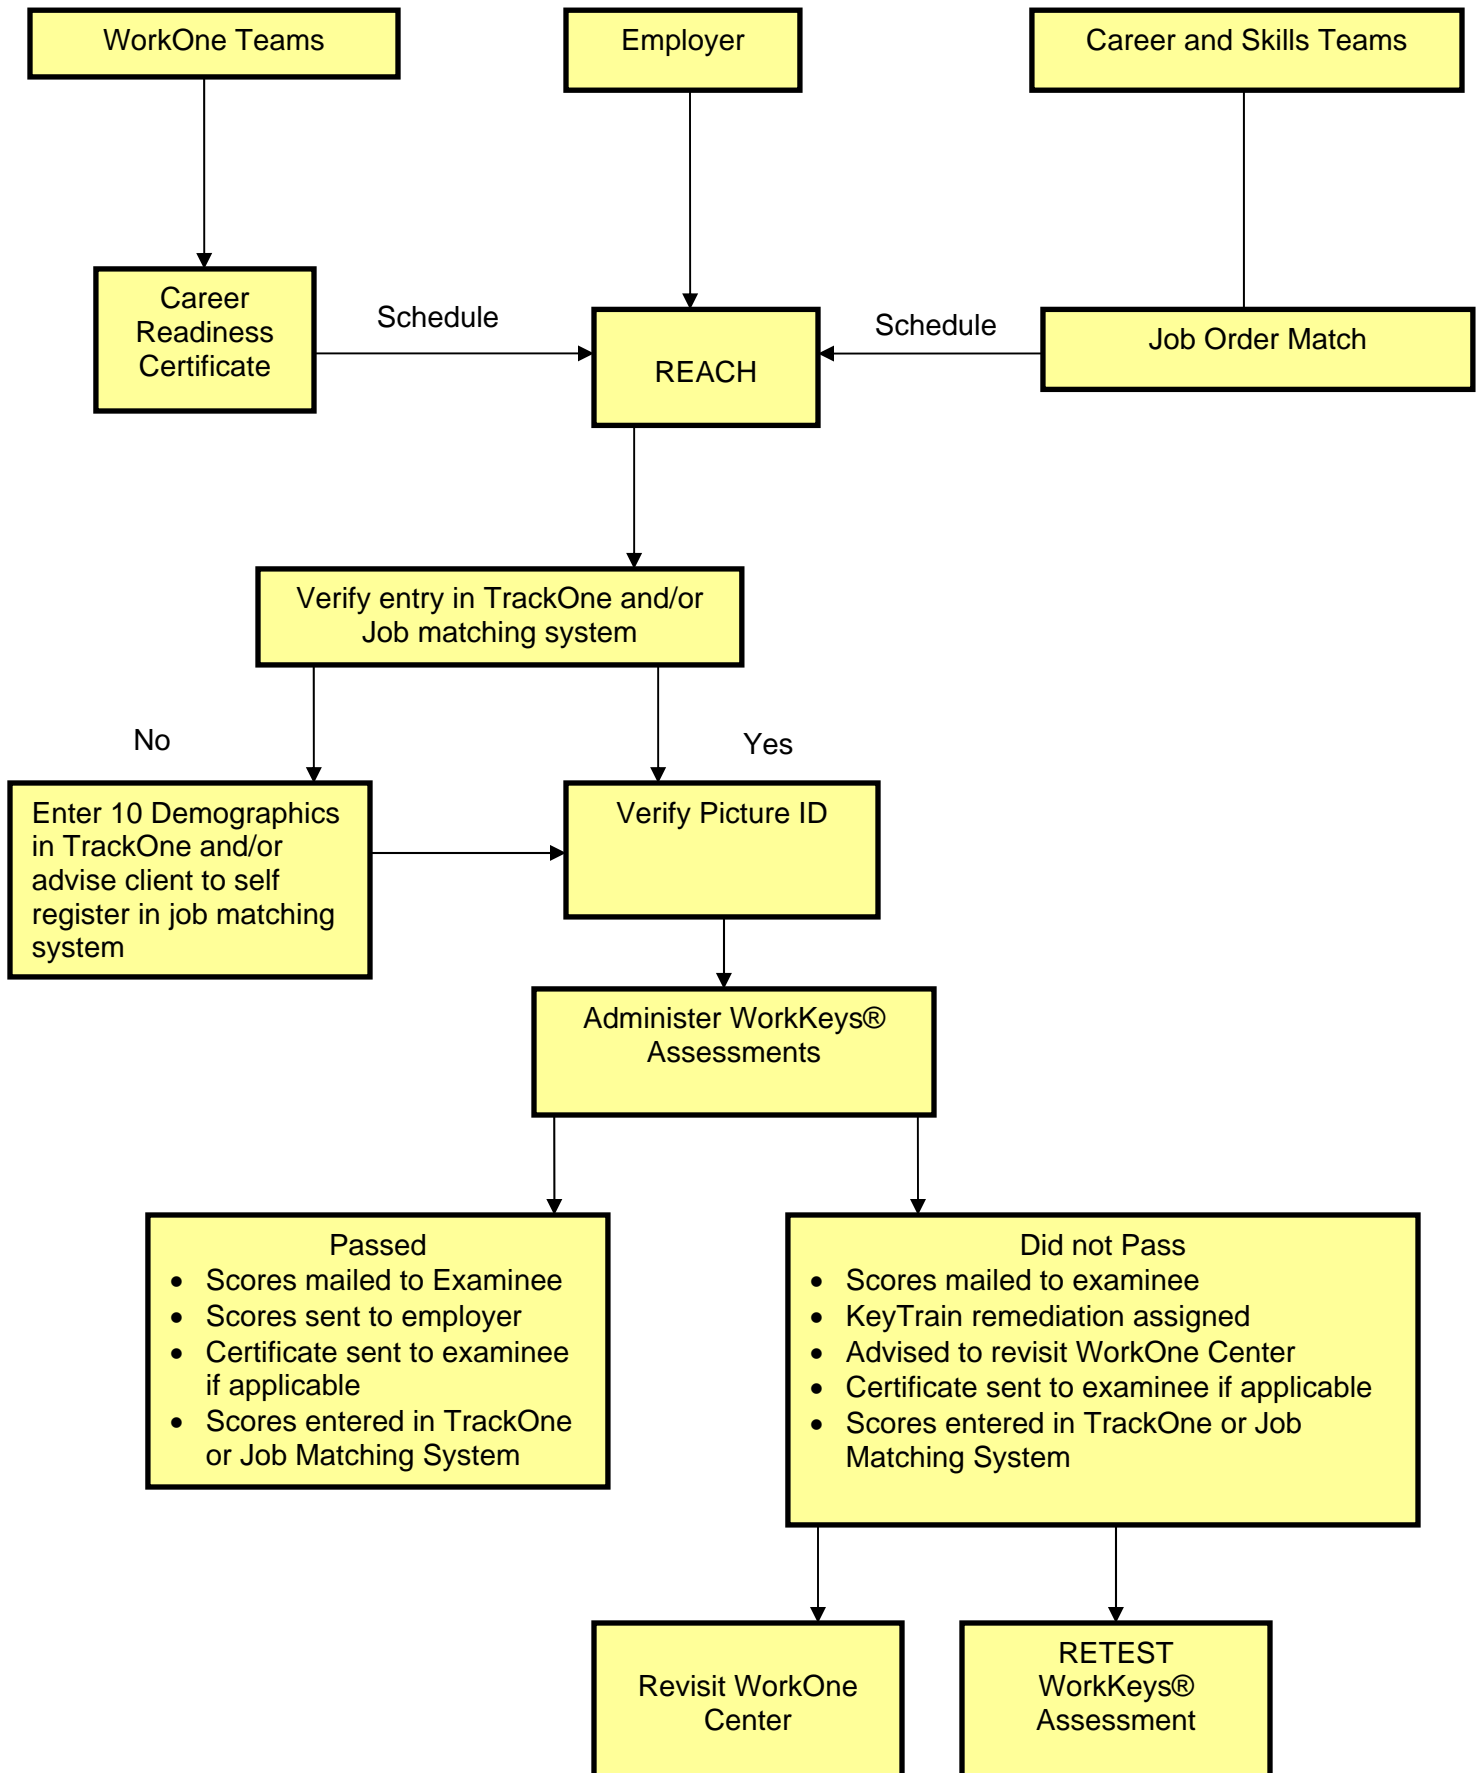 WorkOne Teams
Employer
Career and Skills Teams
Career
Readiness
Certificate
Schedule
REACH
Schedule
Job Order Match
Verify entry in TrackOne and/or
Job matching system
No
Yes
Enter 10 Demographics
in TrackOne and/or
advise client to self
register in job matching
system
Verify Picture ID
Administer WorkKeys®
Assessments
Passed
• Scores mailed to Examinee
• Scores sent to employer
• Certificate sent to examinee
if applicable
• Scores entered in TrackOne
or Job Matching System
Did not Pass
• Scores mailed to examinee
• KeyTrain remediation assigned
• Advised to revisit WorkOne Center
• Certificate sent to examinee if applicable
• Scores entered in TrackOne or Job
Matching System
Revisit WorkOne
Center
RETEST
WorkKeys®
Assessment